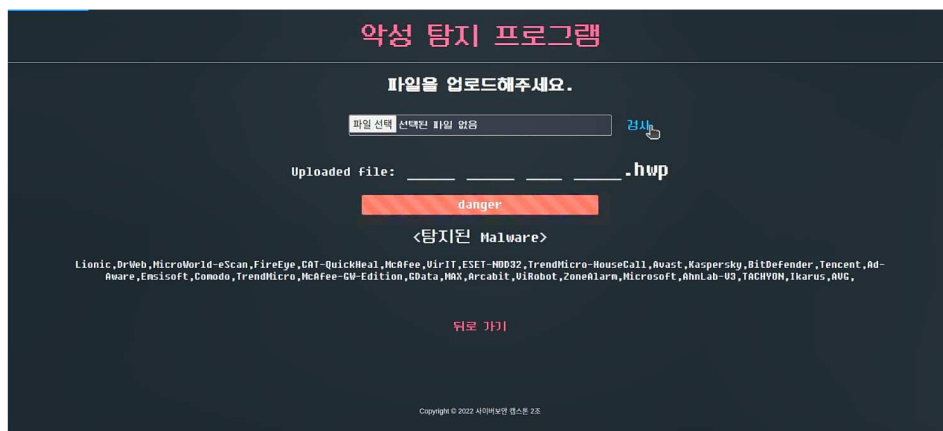 악성 탐지 프로그램
파일을 업로드해주세요.
파일 선택 선택된 파일 없음 검사
Uploaded file: _____ _____ ____ _____.hwp
danger
<탐지된 Malware>
Lionic,DrWeb,MicroWorld-eScan,FireEye,CAT-QuickHeal,McAfee,VirIT,ESET-NOD32,TrendMicro-HouseCall,Avast,Kaspersky,BitDefender,Tencent,Ad-
Aware,Emsisoft,Comodo,TrendMicro,McAfee-GW-Edition,GData,MAX,Arcabit,ViRobot,ZoneAlarm,Microsoft,AhnLab-V3,TACHYON,Ikarus,AVG,
뒤로 가기
Copyright © 2022 사이버보안 캡스톤 2조